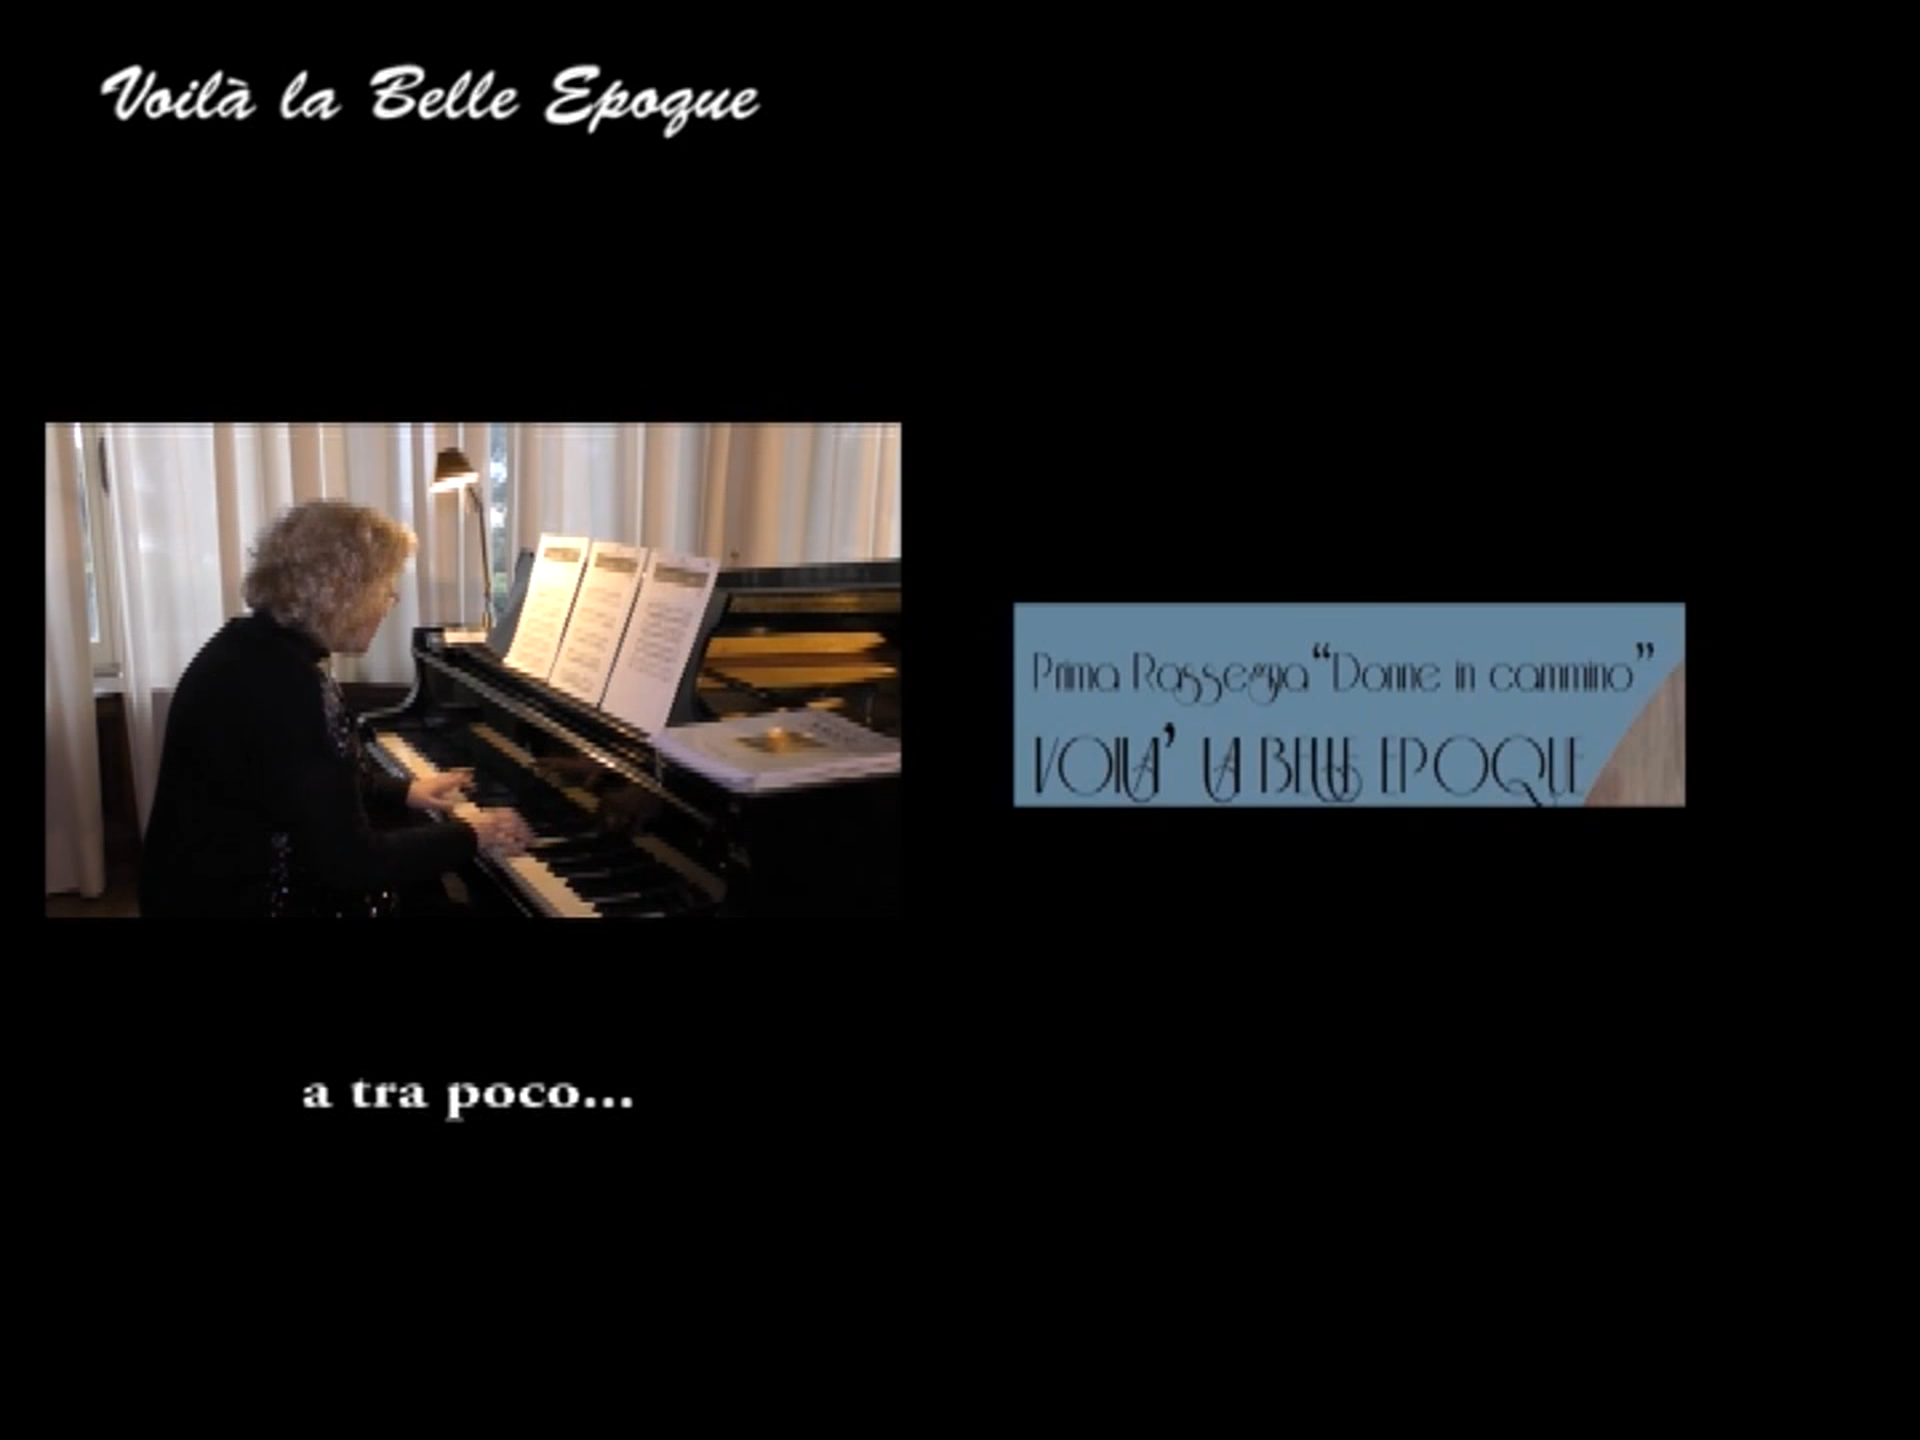 Voilà la Belle Epoque
Prima Rassegna “Donne in cammino”
VOILA’ LA BELLE EPOQUE
a tra poco...